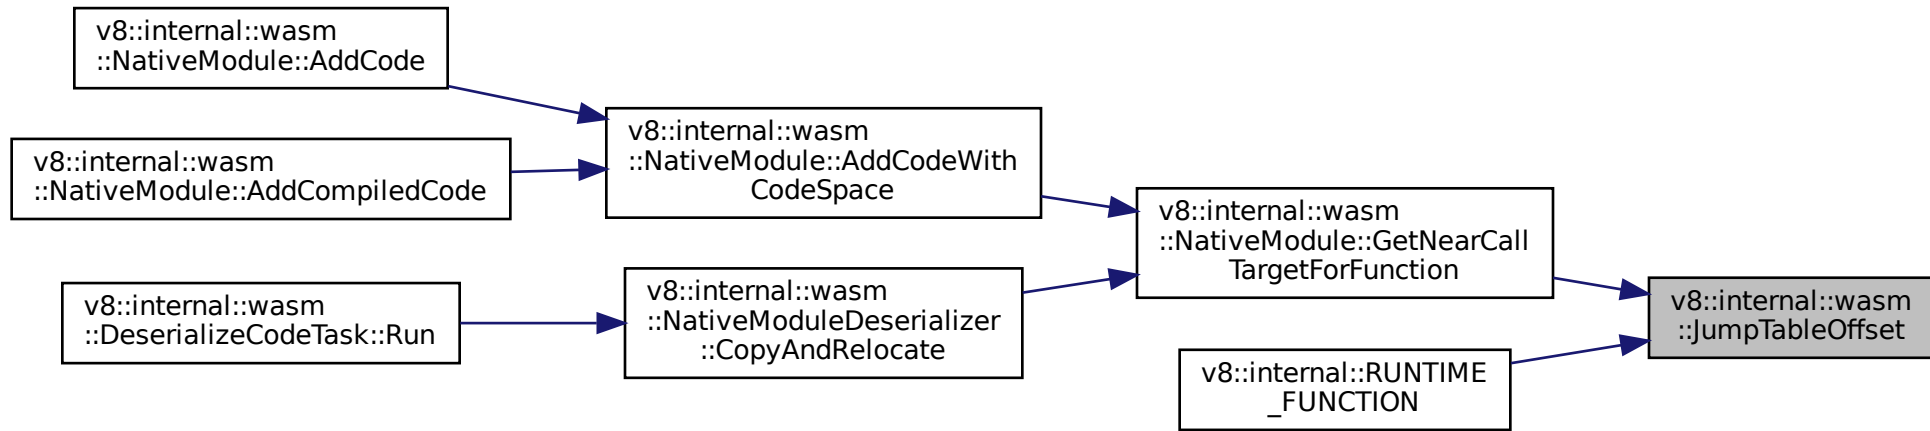 v8::internal::wasm
::NativeModule::AddCode
v8::internal::wasm
::NativeModule::AddCompiledCode
v8::internal::wasm
::DeserializeCodeTask::Run
v8::internal::wasm
::NativeModule::AddCodeWith
CodeSpace
v8::internal::wasm
::NativeModuleDeserializer
::CopyAndRelocate
v8::internal::wasm
::NativeModule::GetNearCall
TargetForFunction
v8::internal::RUNTIME
_FUNCTION
v8::internal::wasm
::JumpTableOffset